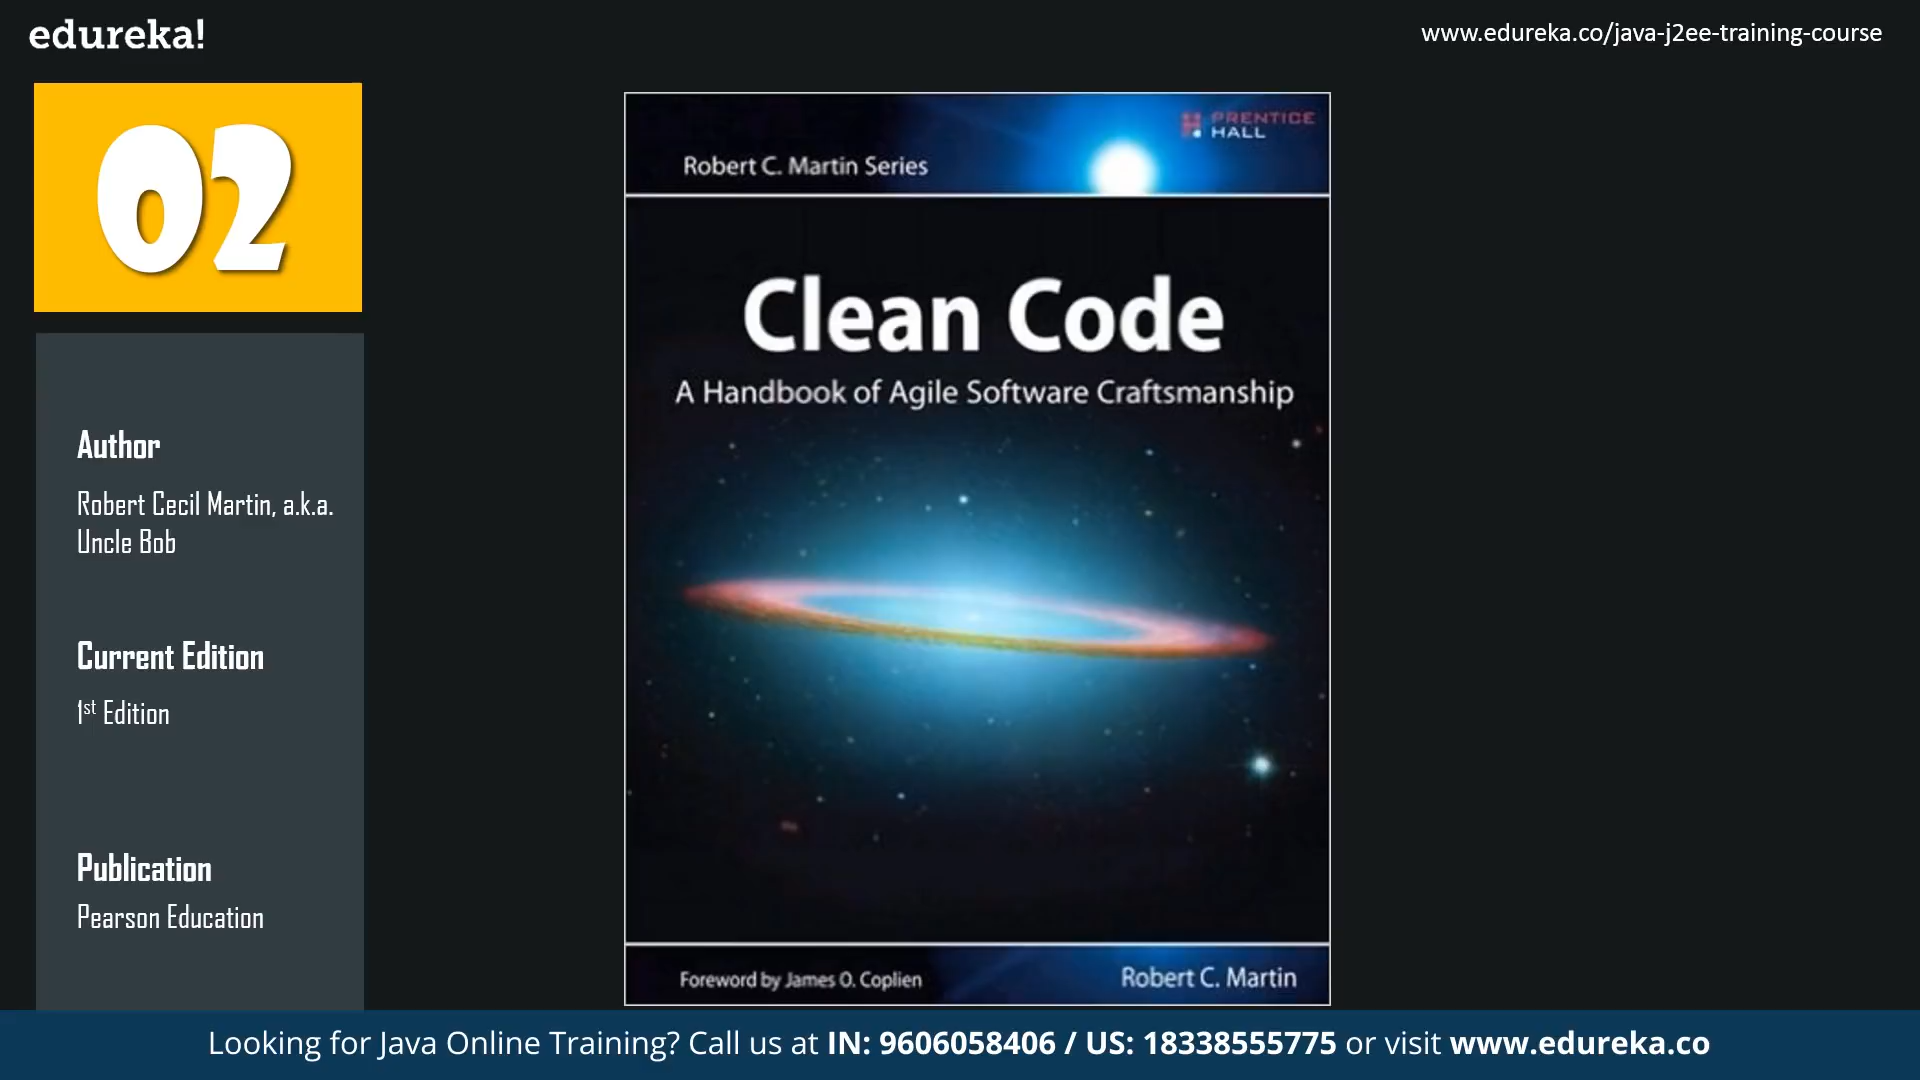 edureka!
www.edureka.co/java-j2ee-training-course
02
Author
Robert Cecil Martin, a.k.a.
Uncle Bob
Current Edition
1st Edition
Publication
Pearson Education
PRENTICE
HALL
Robert C. Martin Series
Clean Code
A Handbook of Agile Software Craftsmanship
Foreword by James O. Coplien
Robert C. Martin
Looking for Java Online Training? Call us at IN: 9606058406 / US: 18338555775 or visit www.edureka.co